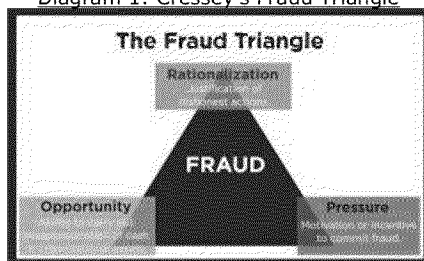 Diagram 1: Cressey's Fraud Triangle
The Fraud Triangle
Rationalization
Justification of
dishonest actions.
FRAUD
Opportunity
Pressure
Motivation or incentive
to commit fraud.